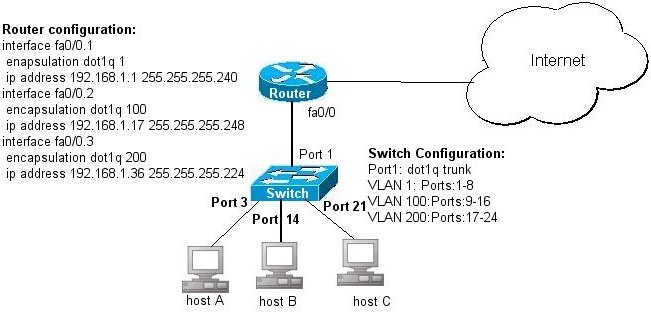 Router configuration:
interface fa0/0.1
enapsulation dot1q 1
ip address 192.168.1.1 255.255.255.240
interface fa0/0.2
encapsulation dot1q 100
ip address 192.168.1.17 255.255.255.248
interface fa0/0.3
encapsulation dot1q 200
ip address 192.168.1.36 255.255.255.224
Router
fa0/0
Internet
Port 1
Switch
Switch Configuration:
Port1: dot1q trunk
VLAN 1: Ports:1-8
VLAN 100:Ports:9-16
VLAN 200:Ports:17-24
Port 3
Port 14
Port 21
host A
host B
host C